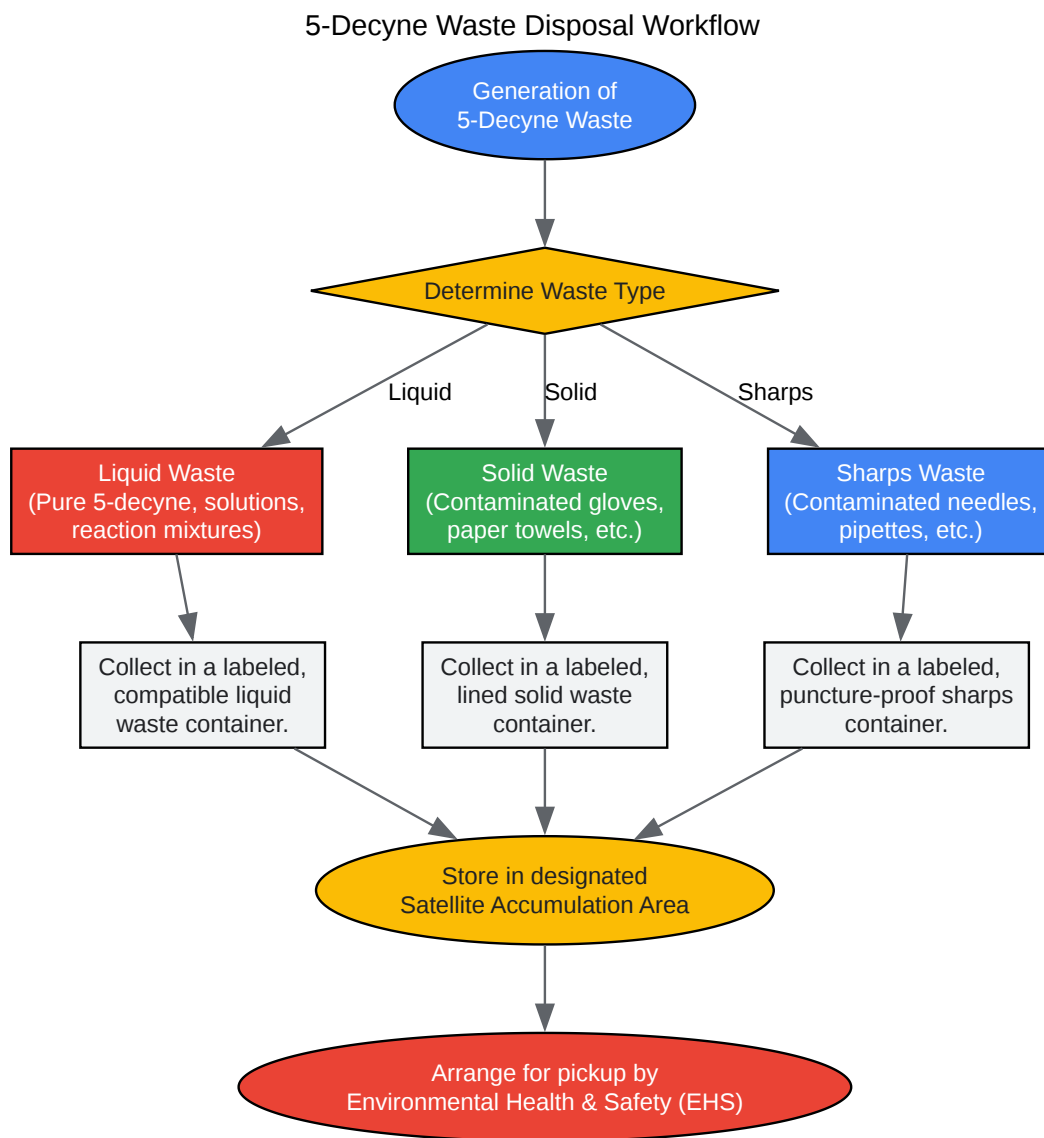 5-Decyne Waste Disposal Workflow
Generation of
5-Decyne Waste
Determine Waste Type
Liquid
Solid
Sharps
Liquid Waste
(Pure 5-decyne, solutions,
reaction mixtures)
Solid Waste
(Contaminated gloves,
paper towels, etc.)
Sharps Waste
(Contaminated needles,
pipettes, etc.)
Collect in a labeled,
compatible liquid
waste container.
Collect in a labeled,
lined solid waste
container.
Collect in a labeled,
puncture-proof sharps
container.
Store in designated
Satellite Accumulation Area
Arrange for pickup by
Environmental Health & Safety (EHS)